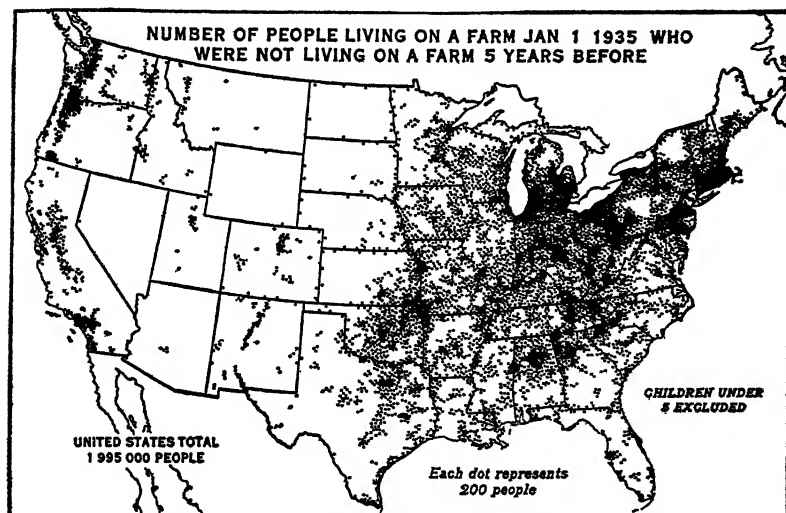 NUMBER OF PEOPLE LIVING ON A FARM JAN 1 1935 WHO
WERE NOT LIVING ON A FARM 5 YEARS BEFORE
CHILDREN UNDER
5 EXCLUDED
UNITED STATES TOTAL
1 995 000 PEOPLE
Each dot represents
200 people